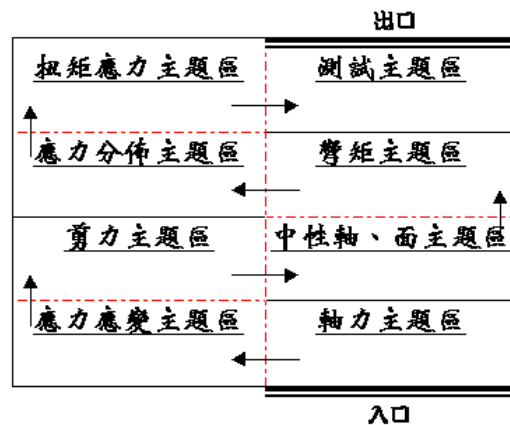 出口
扭矩應力主題區 測試主題區
應力分佈主題區 彎矩主題區
剪力主題區 中性軸、面主題區
應力應變主題區 軸力主題區
入口